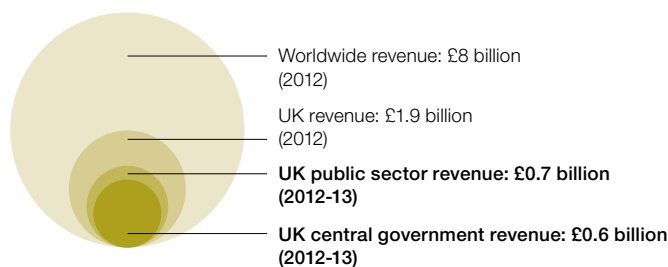 Worldwide revenue: £8 billion
(2012)
UK revenue: £1.9 billion
(2012)
UK public sector revenue: £0.7 billion
(2012-13)
UK central government revenue: £0.6 billion
(2012-13)